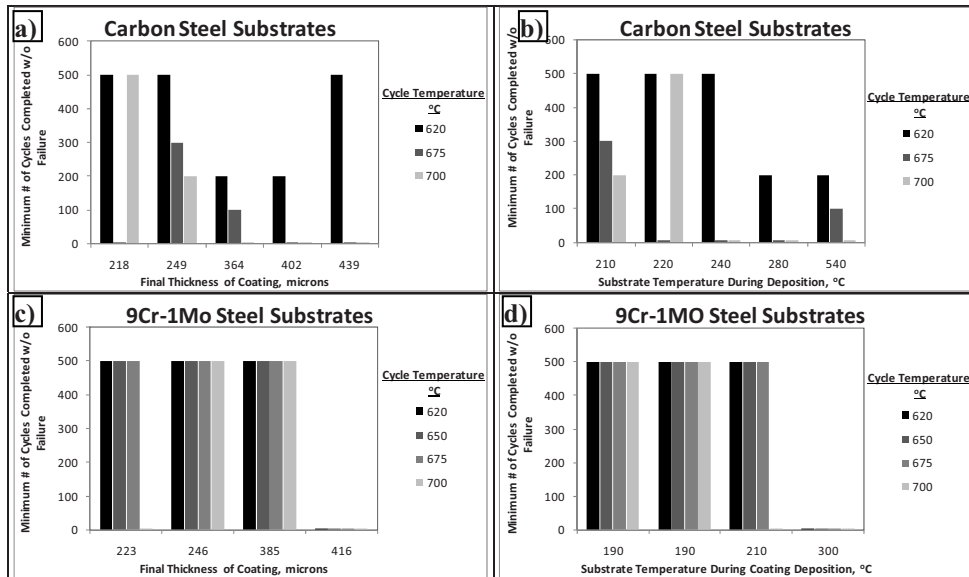 a)
Carbon Steel Substrates
600
500
400
300
200
100
0
Minimum # of Cycles Completed w/o
Failure
218 249 364 402 439
Final Thickness of Coating, microns
Cycle Temperature
°C
620
675
700
b)
Carbon Steel Substrates
600
500
400
300
200
100
0
Minimum # of Cycles Completed w/o
Failure
210 220 240 280 540
Substrate Temperature During Deposition, °C
Cycle Temperature
°C
620
675
700
c)
9Cr-1Mo Steel Substrates
600
500
400
300
200
100
0
Minimum # of Cycles Completed w/o
Failure
223 246 385 416
Final Thickness of Coating, microns
Cycle Temperature
°C
620
650
675
700
d)
9Cr-1MO Steel Substrates
600
500
400
300
200
100
0
Minimum # of Cycles Completed w/o
Failure
190 190 210 300
Substrate Temperature During Coating Deposition, °C
Cycle Temperature
°C
620
650
675
700